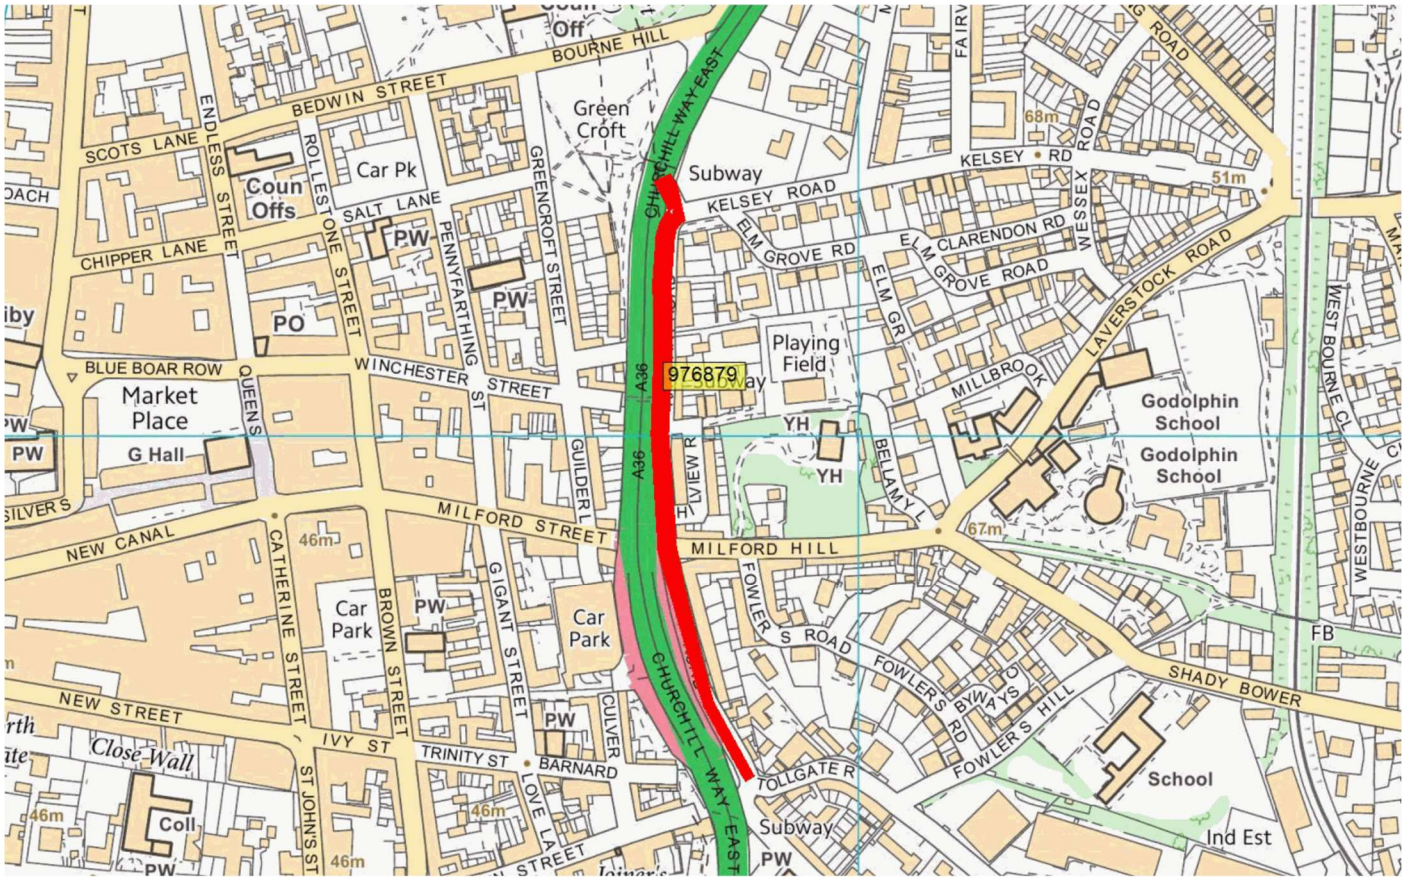 Coun
Off
BOURNE HILL
BEDWIN STREET
SCOTS LANE
ENDLESS STREET
ROLLESTONE STREET
Car Pk
Coun
Offs
SALT LANE
PW
CHIPPER LANE
PENNYFARTHING ST
GREENCROFT STREET
PW
Green
Croft
CHURCHILL WAY EAST
Subway
KELSEY ROAD
KELSEY RD
68m
51m
WESSEX ROAD
ELM GROVE RD
CLARENDON RD
ELM GROVE ROAD
ELM GR
LAVERSTOCK ROAD
WESTBOURNE CL
PO
BLUE BOAR ROW
WINCHESTER STREET
Market
Place
QUEEN S
G Hall
PW
PW
A36
976879
Subway
Playing
Field
MILLBROOK
Godolphin
School
Godolphin
School
YH
YH
BELLAMY L
A36
GUILDER L
LVIEW R
SILVER S
NEW CANAL
MILFORD STREET
MILFORD HILL
67m
WESTBOURNE C
46m
CATHERINE STREET
BROWN STREET
GIGANT STREET
Car
Park
PW
Car
Park
FOWLER S ROAD
FOWLERS RD
BYWAYS C
FOWLER'S HILL
SHADY BOWER
FB
CHURCHILL WAY EAST
NEW STREET
IVY ST
TRINITY ST
BARNARD
CULVER
PW
TOLLGATE R
Close Wall
ST JOHN'S ST
LOVE LA
46m
Coll
46m
46m
PW
Subway
PW
School
Ind Est